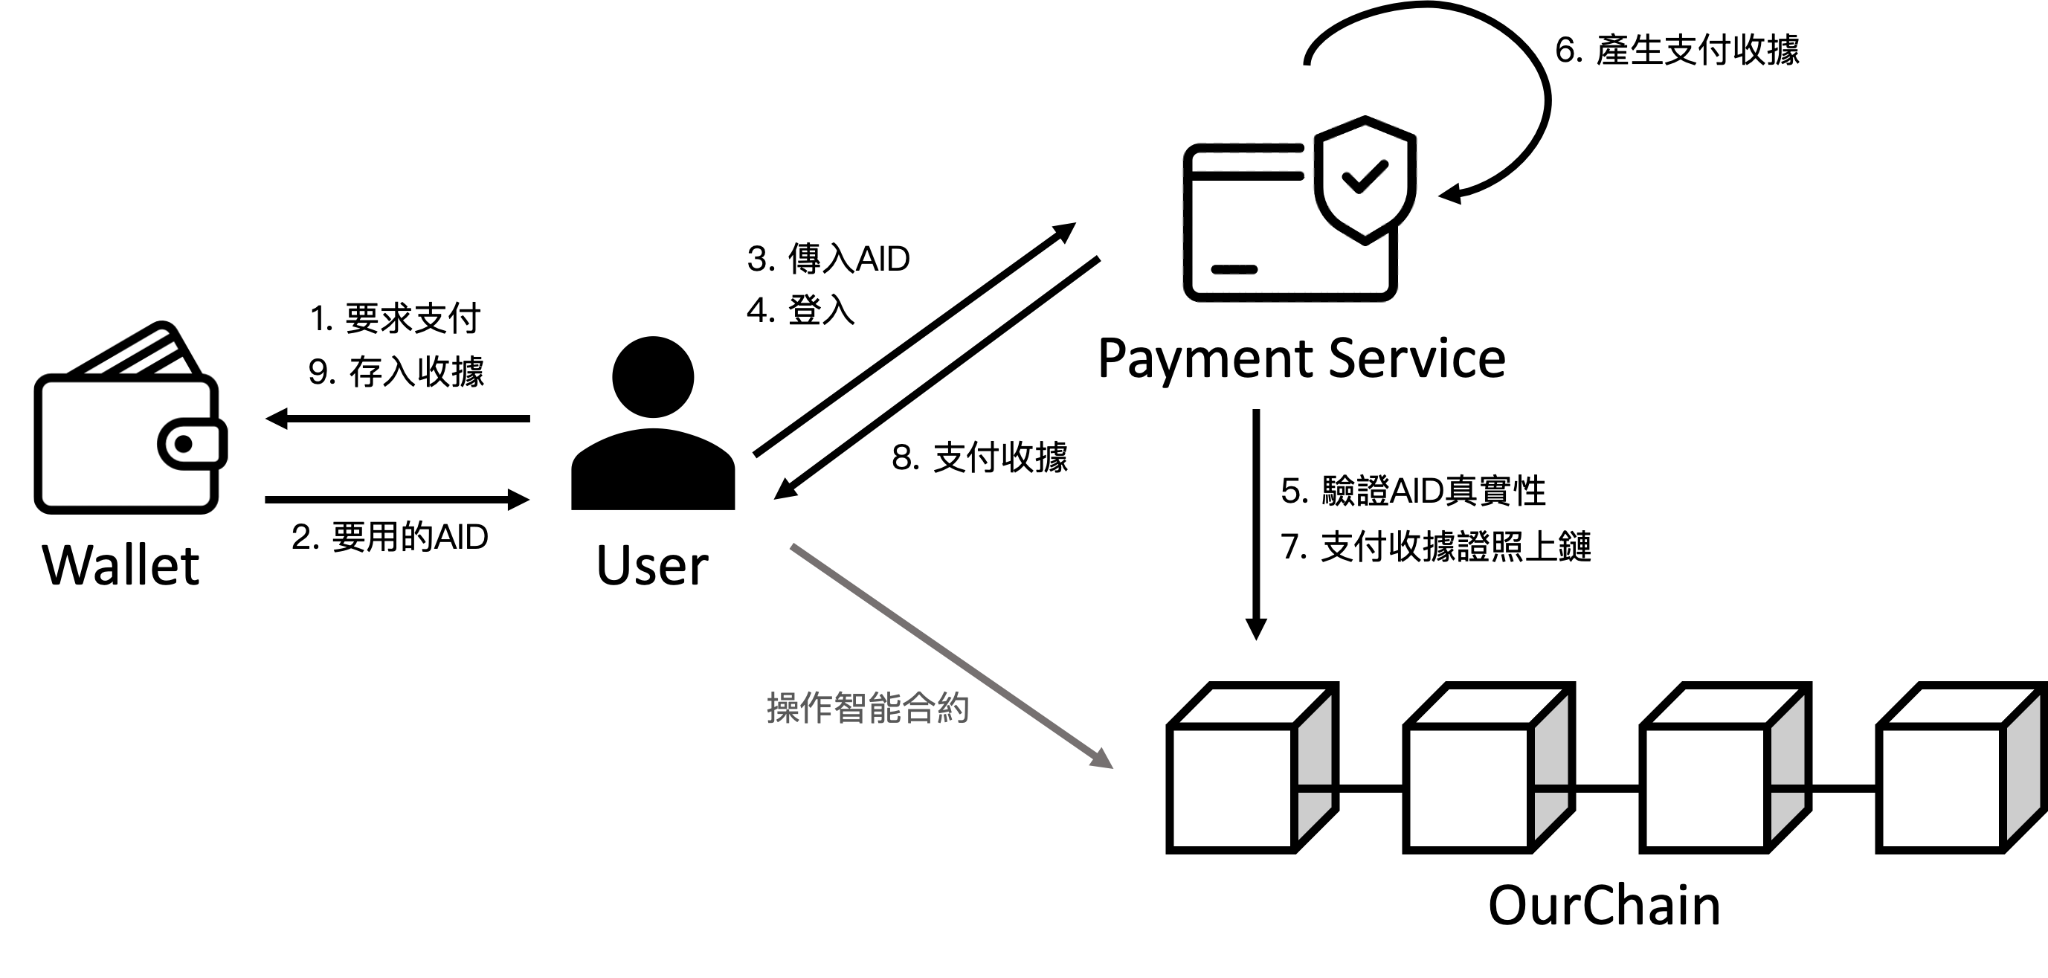 6. 產生支付收據
3. 傳入AID
4. 登入
1. 要求支付
9. 存入收據
Payment Service
8. 支付收據
5. 驗證AID真實性
7. 支付收據證照上鏈
2. 要用的AID
Wallet
User
操作智能合約
OurChain